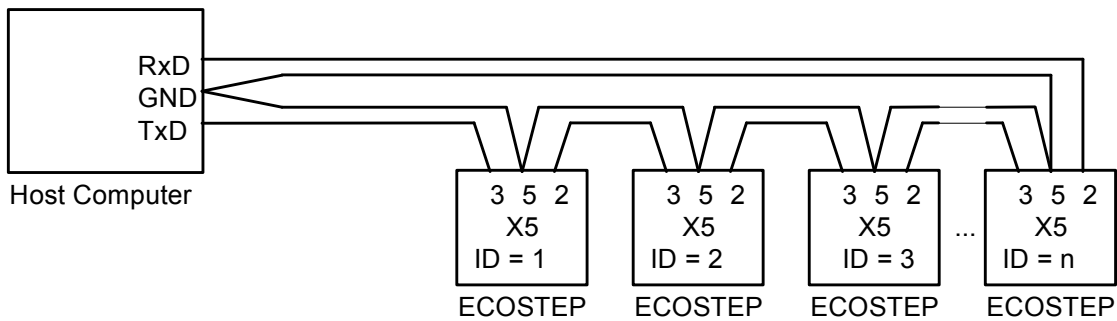 RxD
GND
TxD
Host Computer
3 5 2 3 5 2 3 5 2 3 5 2
X5 X5 X5 ... X5
ID = 1 ID = 2 ID = 3 ID = n
ECOSTEP ECOSTEP ECOSTEP ECOSTEP